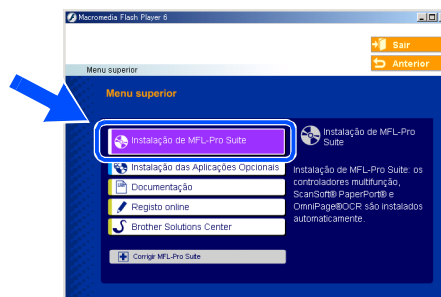 Macromedia Flash Player 6
Sair
Anterior
Menu superior
Menu superior
Instalação de MFL-Pro Suite
Instalação das Aplicações Opcionais
Documentação
Registo online
Brother Solutions Center
Corrigir MFL-Pro Suite
Instalação de MFL-Pro
Suite
Instalação de MFL-Pro Suite: os
controladores multifunção,
ScanSoft® PaperPort® e
OmniPage®OCR são instalados
automaticamente.